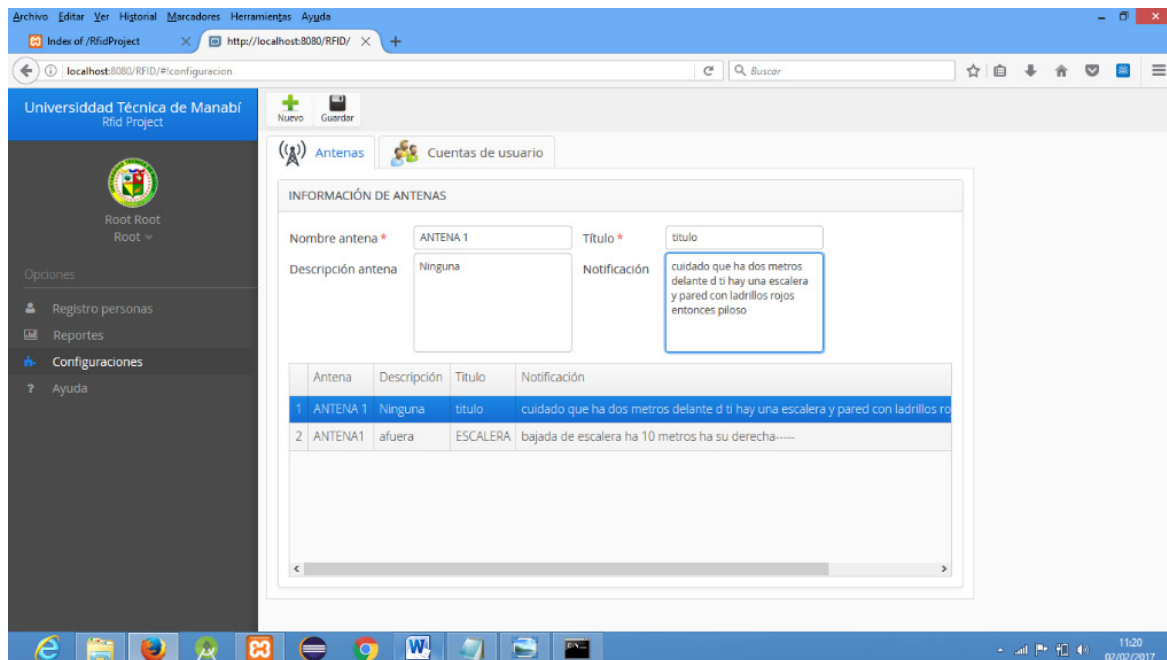 Archivo Editar Ver Historial Marcadores Herramientas Ayuda
Index of /RfidProject
http://localhost:8080/RFID/
localhost:8080/RFID/#!configuracion
Buscar
Universiddad Técnica de Manabí
Rfid Project
Nuevo Guardar
Antenas Cuentas de usuario
Root Root
Root
Opciones
Registro personas
Reportes
Configuraciones
? Ayuda
INFORMACIÓN DE ANTENAS
Nombre antena * ANTENA 1 Título * titulo
Descripción antena Ninguna Notificación
cuidado que ha dos metros
delante d ti hay una escalera
y pared con ladrillos rojos
entonces piloso
Antena Descripción Titulo Notificación
1 ANTENA 1 Ninguna titulo cuidado que ha dos metros delante d ti hay una escalera y pared con ladrillos ro
2 ANTENA1 afuera ESCALERA bajada de escalera ha 10 metros ha su derecha-----
11:20
02/02/2017